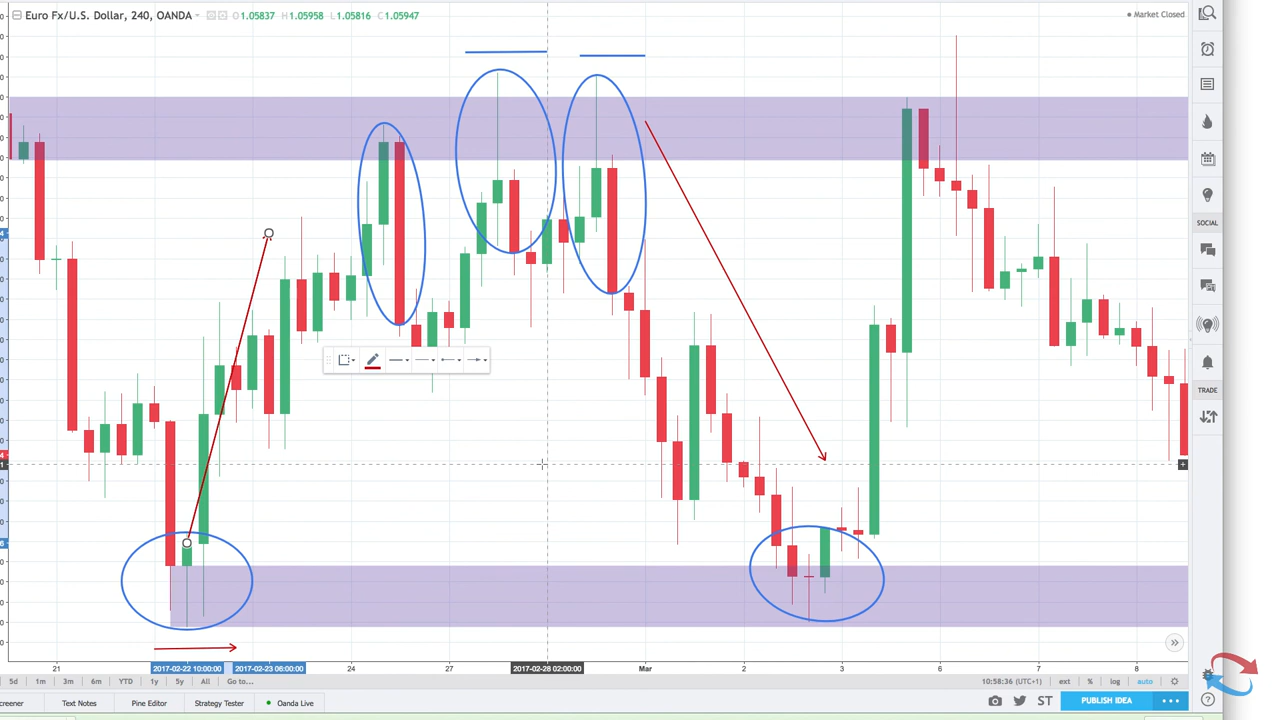 Euro Fx/U.S. Dollar, 240, OANDA O1.05837 H1.05958 L1.05816 C1.05947
Market Closed
SOCIAL
TRADE
21 2017-02-22 10:00:00 2017-02-23 06:00:00 24 27 2017-02-28 02:00:00 Mar 2 3 6 7 8
5d 1m 3m 6m YTD 1y 5y All Go to... 10:58:36 (UTC+1) ext % log auto
creener Text Notes Pine Editor Strategy Tester Oanda Live ST PUBLISH IDEA